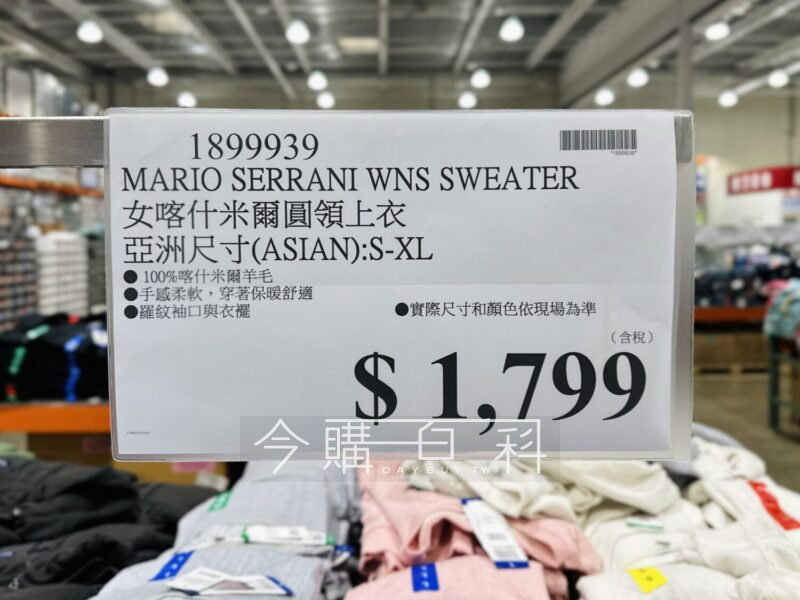 1899939
*1899939*
MARIO SERRANI WNS SWEATER
女喀什米爾圓領上衣
亞洲尺寸(ASIAN):S-XL
● 100%喀什米爾羊毛
●手感柔軟，穿著保暖舒適
●羅紋袖口與衣襬
●實際尺寸和顏色依現場為準
（含稅）
$ 1,799
今購百科
DAYBUY.TW